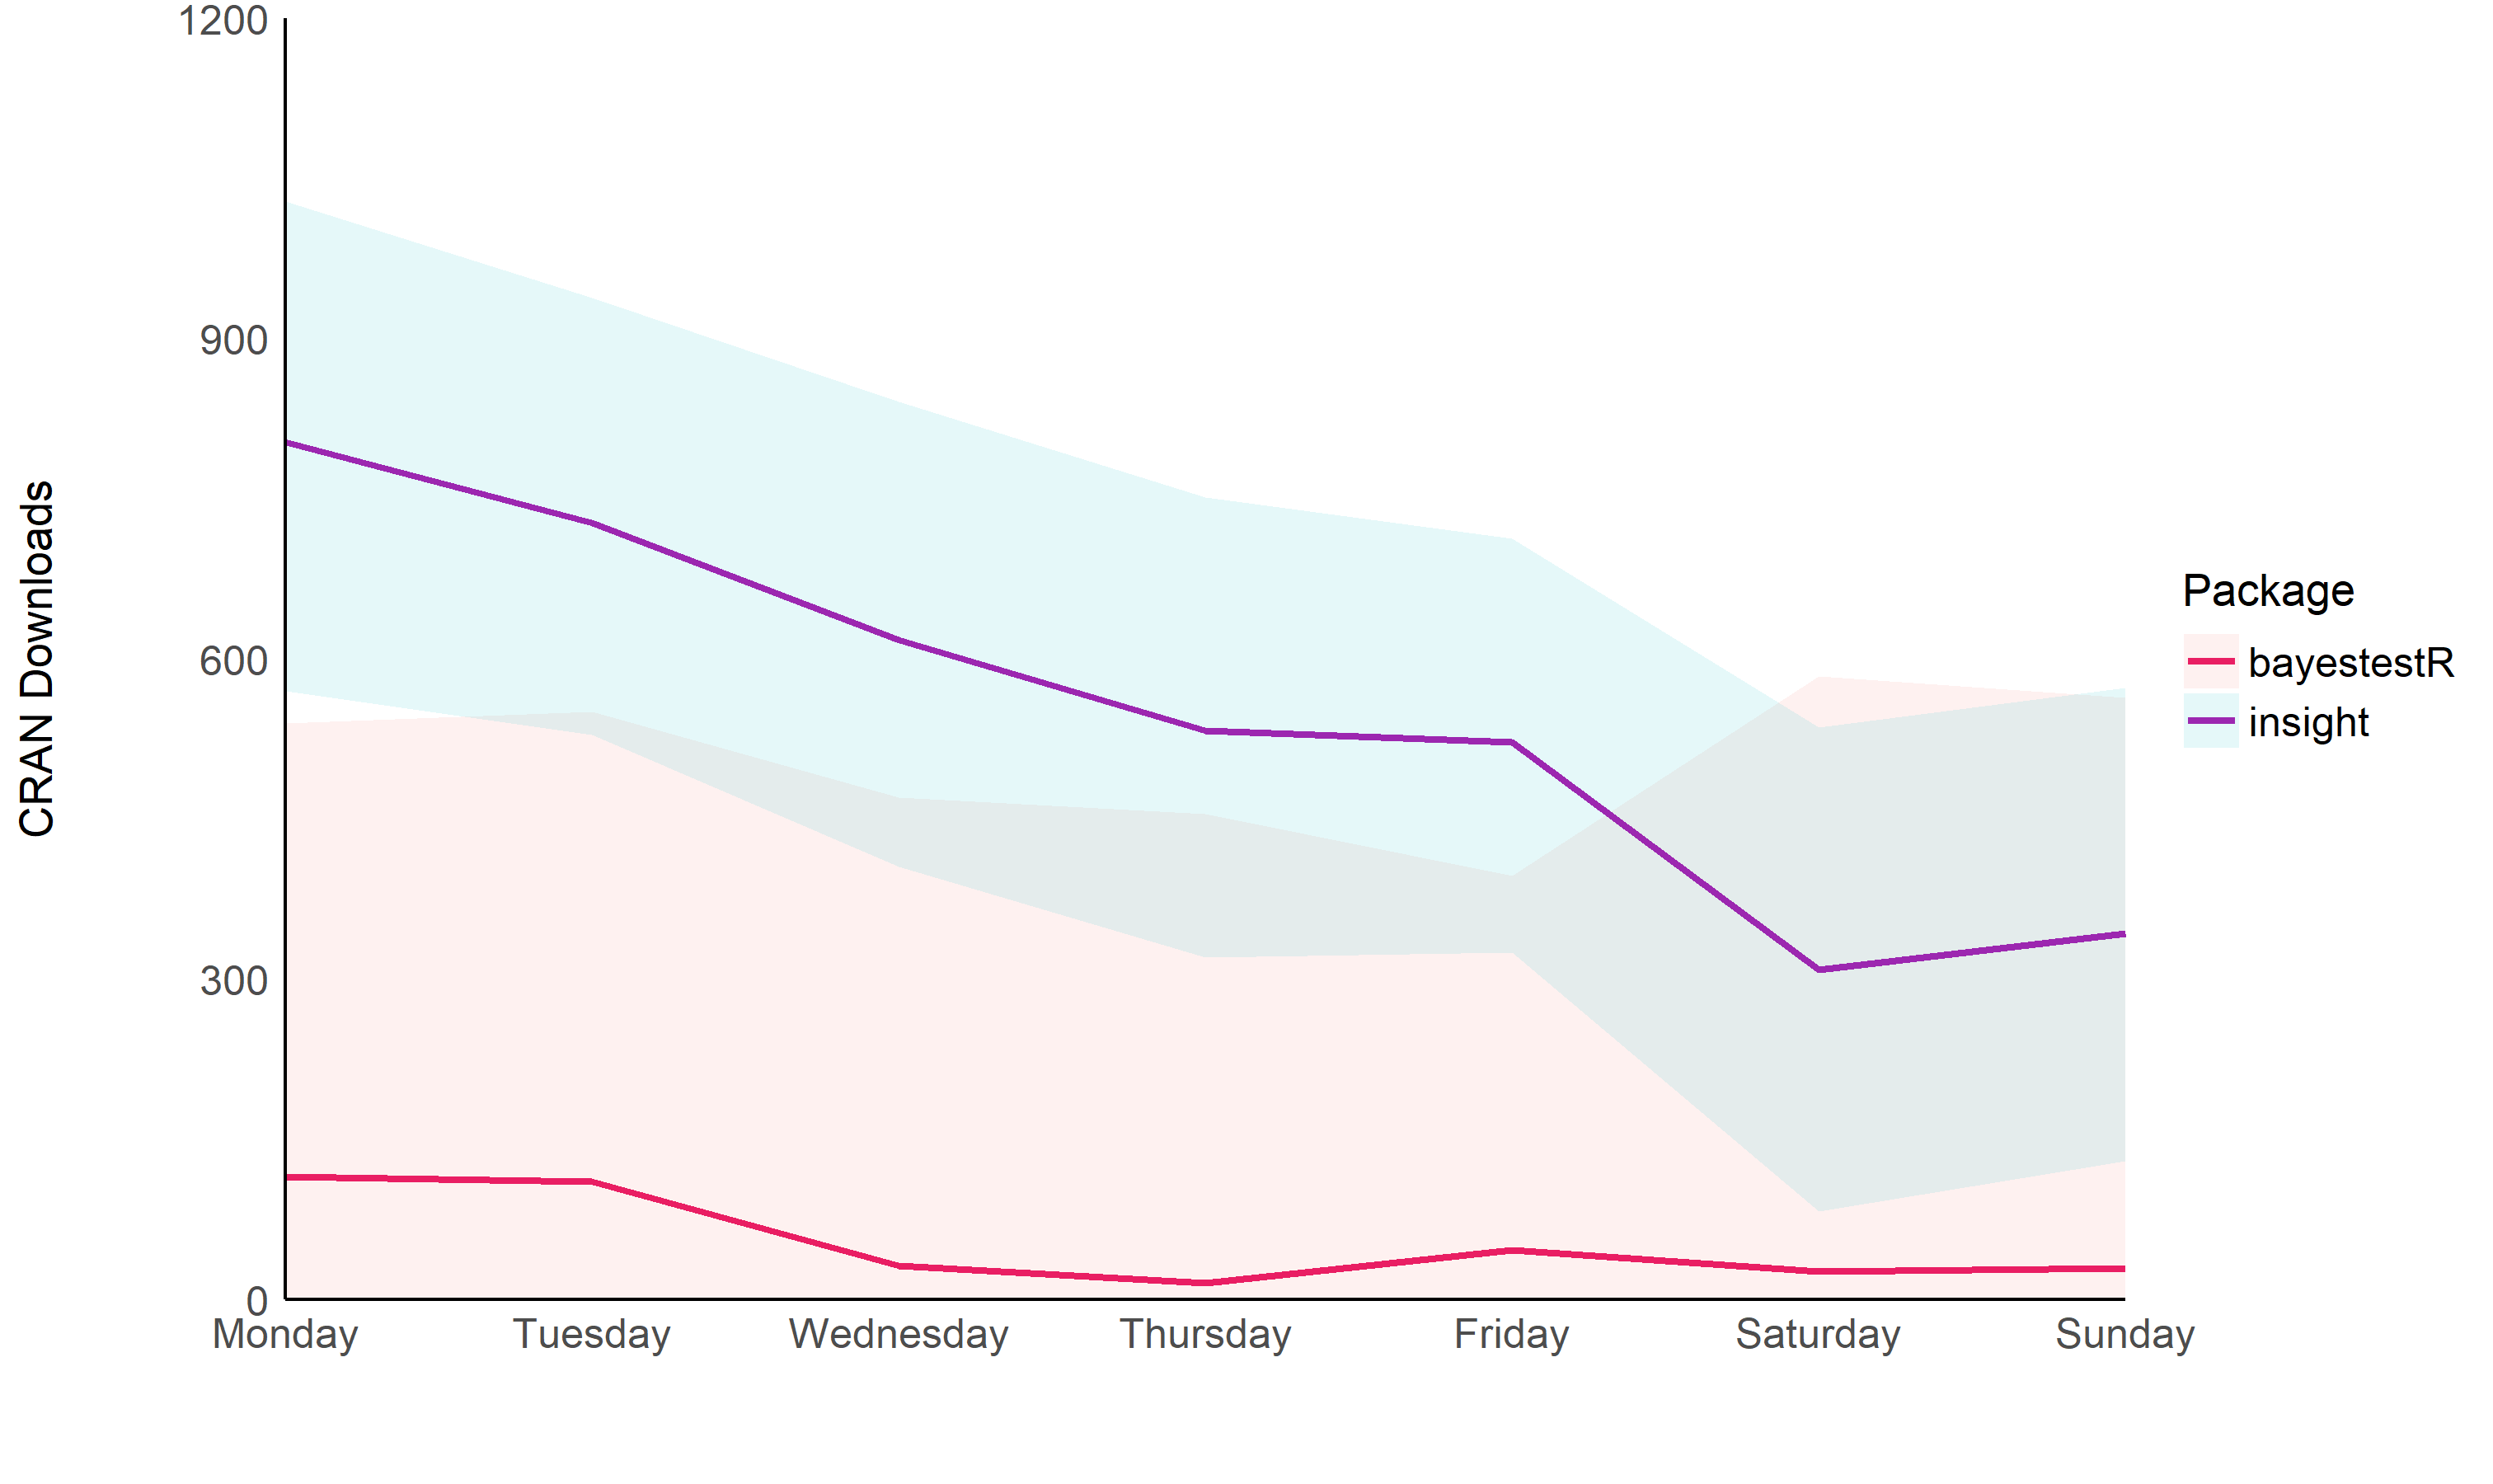 1200
900
600
300
0
CRAN Downloads
Monday
Tuesday
Wednesday
Thursday
Friday
Saturday
Sunday
Package
bayestestR
insight